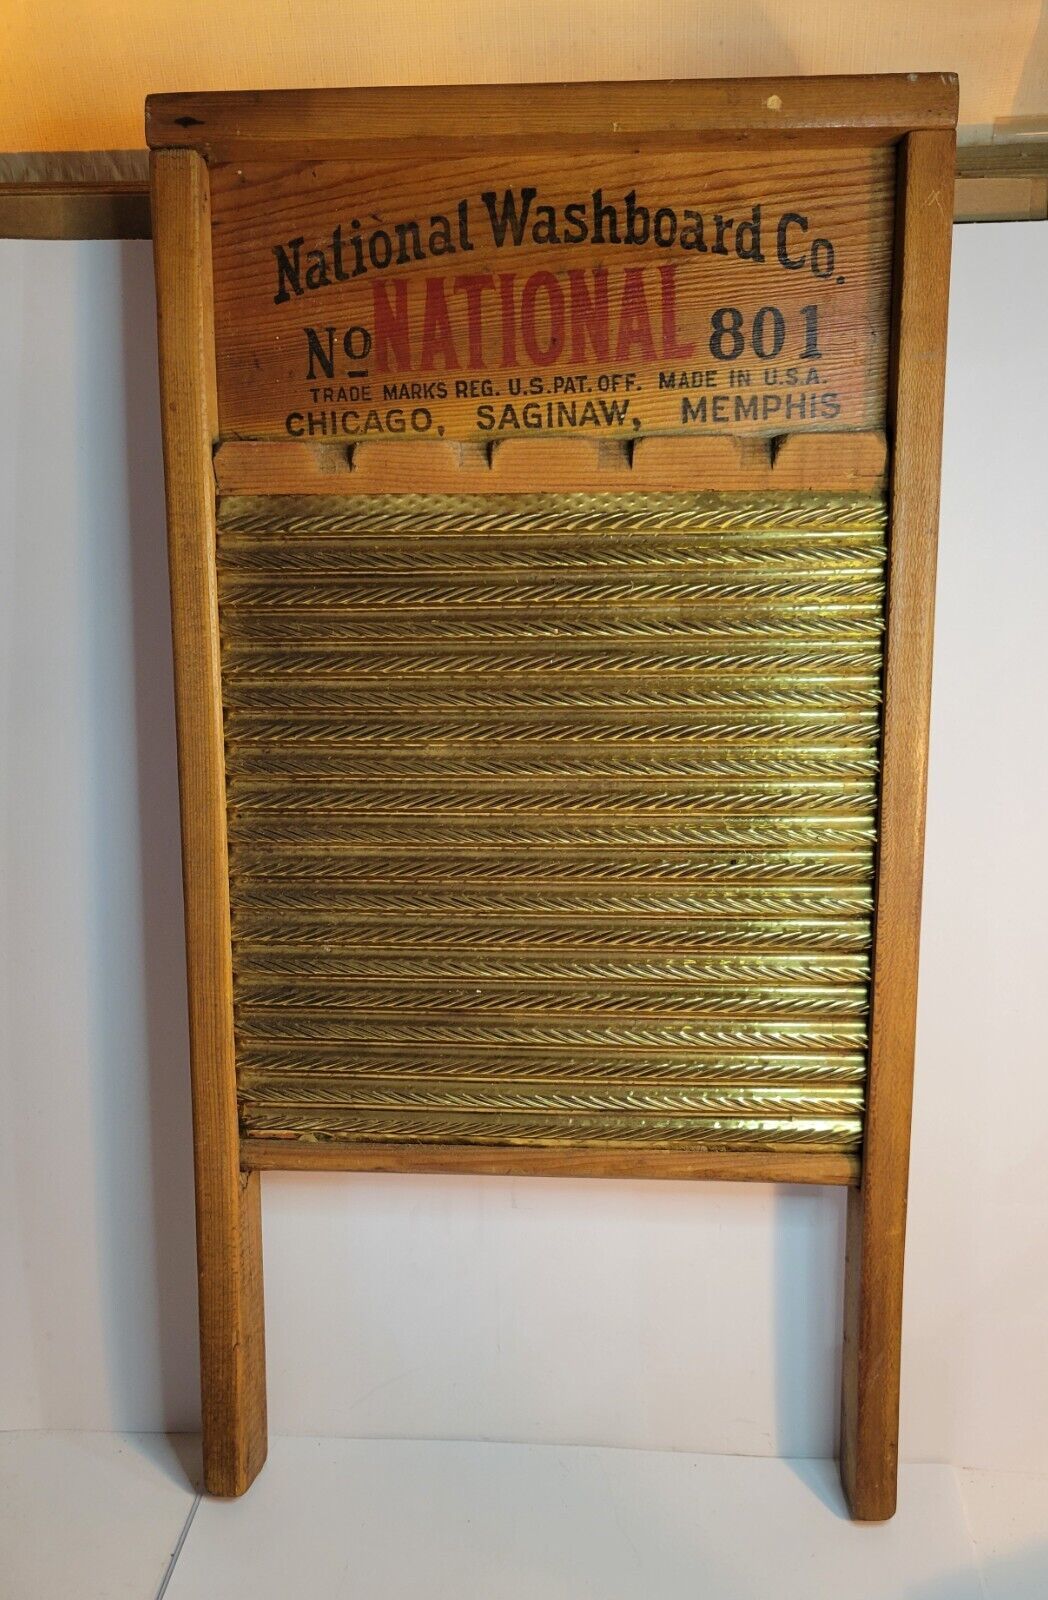 National Washboard Co.
No NATIONAL 801
TRADE MARKS REG. U.S. PAT. OFF. MADE IN U.S.A.
CHICAGO, SAGINAW, MEMPHIS